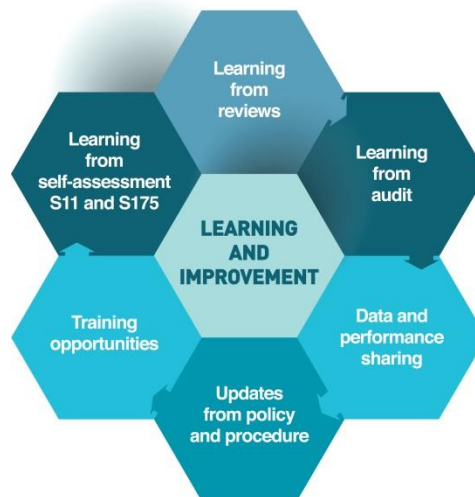 Learning
from
reviews
Learning
from
audit
Data and
performance
sharing
Updates
from policy
and procedure
Training
opportunities
Learning
from
self-assessment
S11 and S175
LEARNING
AND
IMPROVEMENT